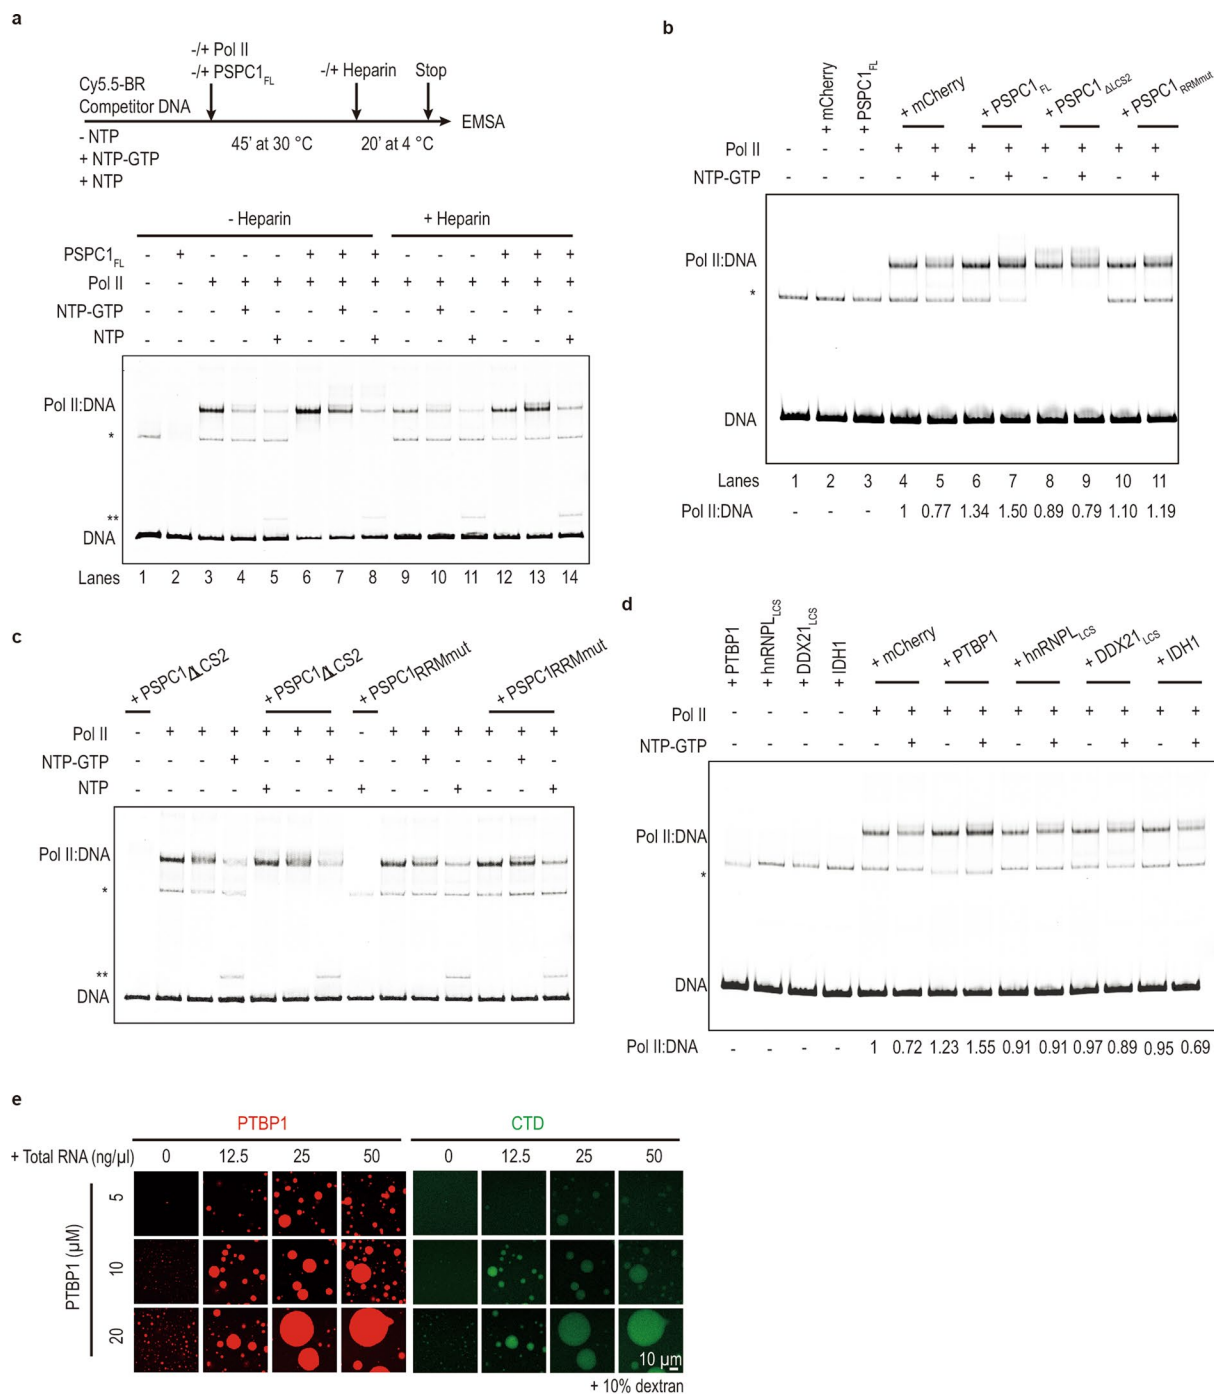 a
-/+ Pol II
-/+ PSPC1FL
-/+ Heparin Stop
Cy5.5-BR
Competitor DNA
EMSA
- NTP
45' at 30 °C 20' at 4 °C
+ NTP-GTP
+ NTP
- Heparin + Heparin
PSPC1FL - + - - - + + + - - - + + +
Pol II - - + + + + + + + + + + + +
NTP-GTP - - - + - - + - - + - - + -
NTP - - - - + - - + - - + - - +
Pol II:DNA
*
**
DNA
Lanes 1 2 3 4 5 6 7 8 9 10 11 12 13 14
b
+ mCherry + PSPC1FL + mCherry + PSPC1FL + PSPC1ΔLCS2 + PSPC1RRMmut
Pol II - - - + + + + + + + +
NTP-GTP - - - - + - + - + - +
Pol II:DNA
*
DNA
Lanes 1 2 3 4 5 6 7 8 9 10 11
Pol II:DNA - - - 1 0.77 1.34 1.50 0.89 0.79 1.10 1.19
c
+ PSPC1ΔCS2 + PSPC1ΔCS2 + PSPC1RRMmut + PSPC1RRMmut
Pol II - + + + + + + - + + + + + +
NTP-GTP - - - + - - + - - + - - + -
NTP - - - - + - - + - - + - - +
Pol II:DNA
*
**
DNA
d
+ PTBP1 + hnRNPLLCS + DDX21LCS + IDH1 + mCherry + PTBP1 + hnRNPLLCS + DDX21LCS + IDH1
Pol II - - - - + + + + + + + + + +
NTP-GTP - - - - - + - + - + - + - +
Pol II:DNA
*
DNA
Pol II:DNA - - - - 1 0.72 1.23 1.55 0.91 0.91 0.97 0.89 0.95 0.69
e
PTBP1 CTD
+ Total RNA (ng/µl) 0 12.5 25 50 0 12.5 25 50
PTBP1 (µM)
5
10
20
10 µm
+ 10% dextran